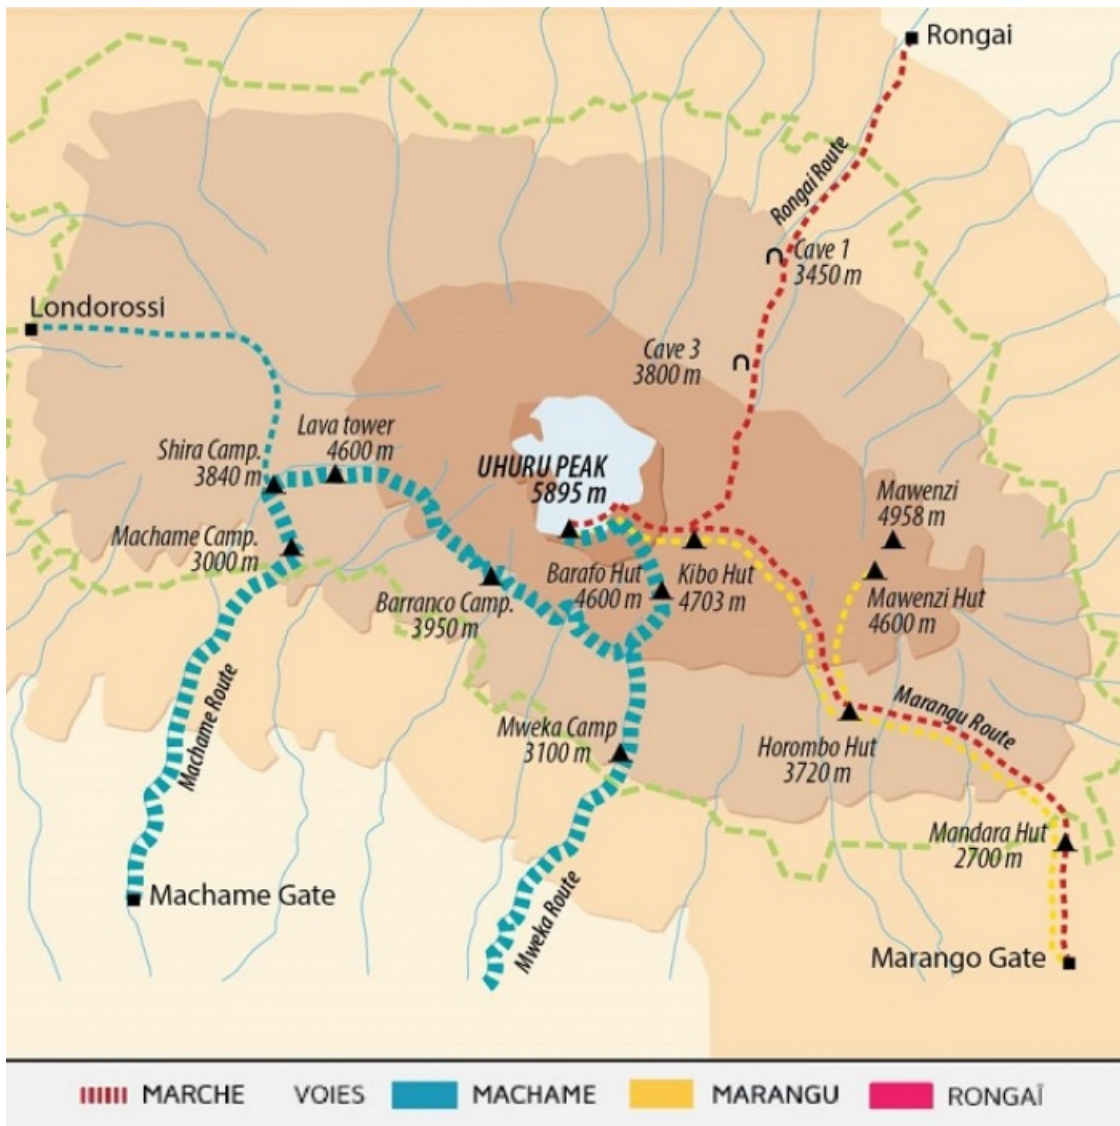 Rongai
Rongai Route
Cave 1
3450 m
Londorossi
Cave 3
3800 m
Lava tower
4600 m
Shira Camp.
3840 m
UHURU PEAK
5895 m
Mawenzi
4958 m
Machame Camp.
3000 m
Barafo Hut
4600 m
Kibo Hut
4703 m
Mawenzi Hut
4600 m
Barranco Camp.
3950 m
Machame Route
Marangu Route
Mweka Camp
3100 m
Horombo Hut
3720 m
Mandara Hut
2700 m
Machame Gate
Mweka Route
Marango Gate
MARCHE VOIES MACHAME MARANGU RONGAÏ